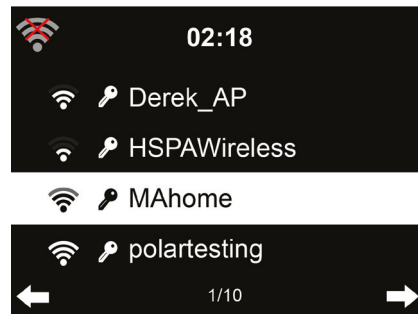 02:18
Derek_AP
HSPAWireless
MAhome
polartesting
1/10